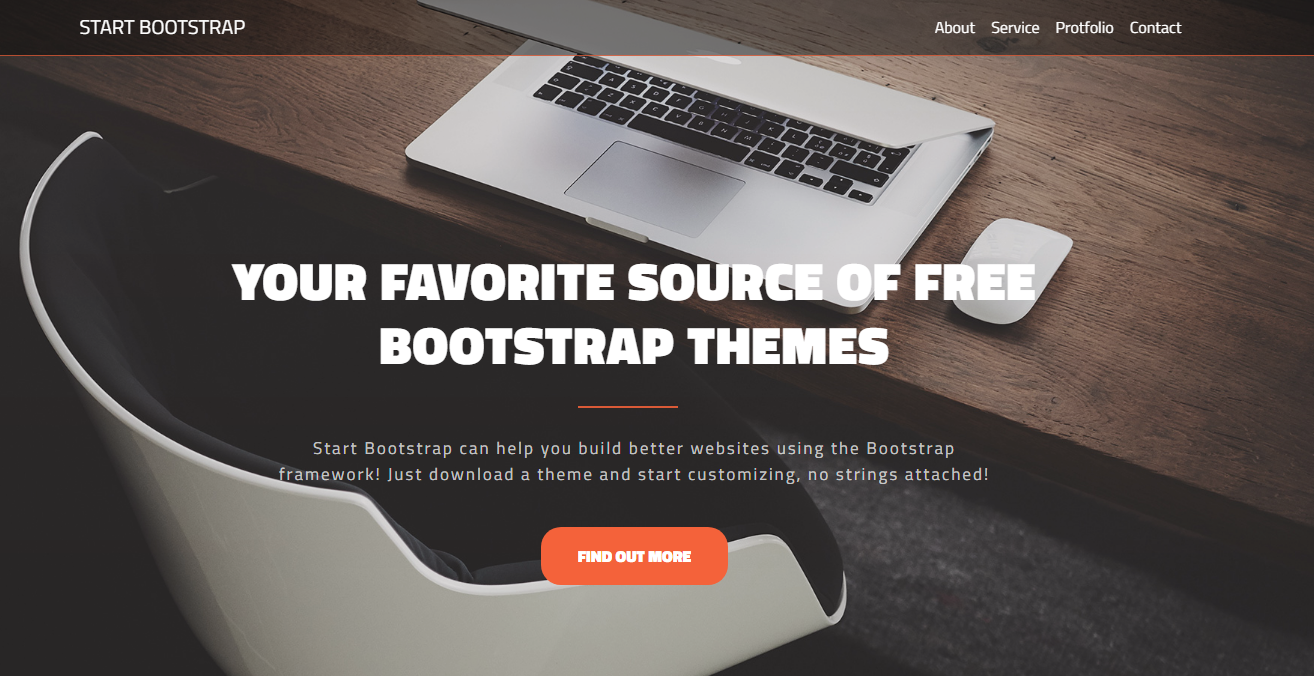 START BOOTSTRAP
About Service Protfolio Contact
YOUR FAVORITE SOURCE OF FREE
BOOTSTRAP THEMES
Start Bootstrap can help you build better websites using the Bootstrap
framework! Just download a theme and start customizing, no strings attached!
FIND OUT MORE